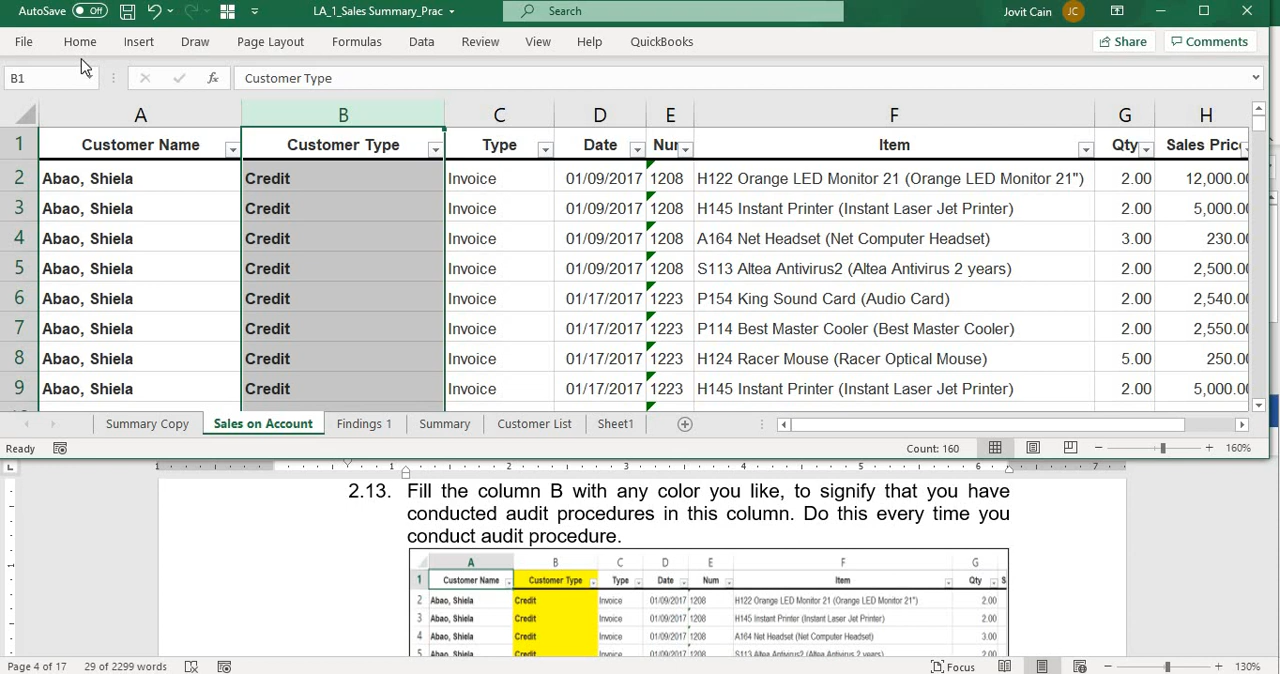 AutoSave Off LA_1_Sales Summary_Prac Search Jovit Cain JC
File Home Insert Draw Page Layout Formulas Data Review View Help QuickBooks Share Comments
B1 fx Customer Type
A B C D E F G H
1 Customer Name Customer Type Type Date Item Qty Sales
2 Abao, Shiela Credit Invoice 01/09/2017 1208 H122 Orange LED Monitor 21 (Orange LED Monitor 21") 2.00 12,000.00
3 Abao, Shiela Credit Invoice 01/09/2017 1208 H145 Instant Printer (Instant Laser Jet Printer) 2.00 5,000.00
4 Abao, Shiela Credit Invoice 01/09/2017 1208 A164 Net Headset (Net Computer Headset) 3.00 230.00
5 Abao, Shiela Credit Invoice 01/09/2017 1208 S113 Altea Antivirus2 (Altea Antivirus 2 years) 2.00 2,500.00
6 Abao, Shiela Credit Invoice 01/17/2017 1223 P154 King Sound Card (Audio Card) 2.00 2,540.00
7 Abao, Shiela Credit Invoice 01/17/2017 1223 P114 Best Master Cooler (Best Master Cooler) 2.00 2,550.00
8 Abao, Shiela Credit Invoice 01/17/2017 1223 H124 Racer Mouse (Racer Optical Mouse) 5.00 250.00
9 Abao, Shiela Credit Invoice 01/17/2017 1223 H145 Instant Printer (Instant Laser Jet Printer) 2.00 5,000.00
Summary Copy Sales on Account Findings 1 Summary Customer List Sheet1
Ready Count: 160 160%
1 1 2 3 4 5 6 7
2.13. Fill the column B with any color you like, to signify that you have
conducted audit procedures in this column. Do this every time you
conduct audit procedure.
A B C D E F G
1 Customer Name Customer Type Type Date Num Item Qty S
2 Abao, Shiela Credit Invoice 01/09/2017 1208 H122 Orange LED Monitor 21 (Orange LED Monitor 21") 2.00
3 Abao, Shiela Credit Invoice 01/09/2017 1208 H145 Instant Printer (Instant Laser Jet Printer) 2.00
4 Abao, Shiela Credit Invoice 01/09/2017 1208 A164 Net Headset (Net Computer Headset) 3.00
5 Abao, Shiela Credit Invoice 01/09/2017 1208 S113 Altea Antivirus2 (Altea Antivirus 2 years) 2.00
Page 4 of 17 29 of 2299 words Focus 130%